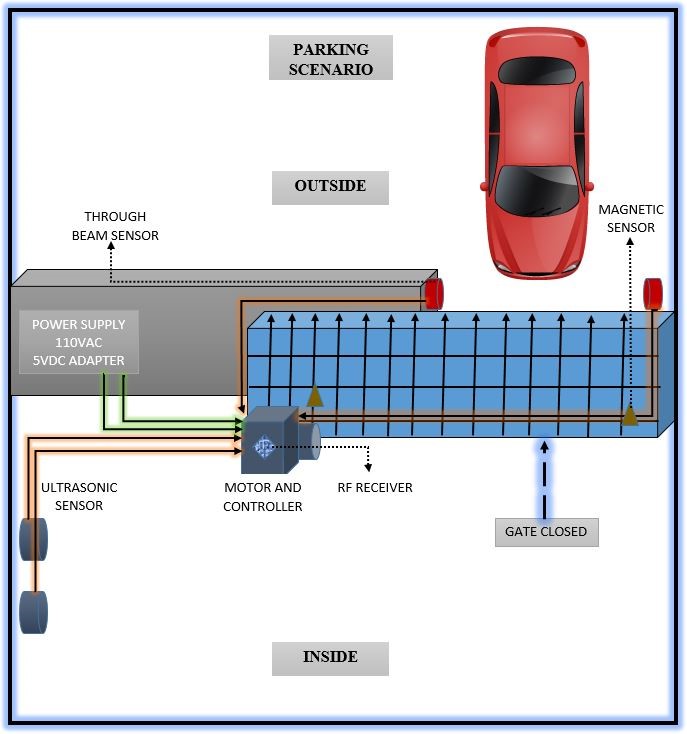 PARKING
SCENARIO
OUTSIDE
MAGNETIC
SENSOR
THROUGH
BEAM SENSOR
POWER SUPPLY
110VAC
5VDC ADAPTER
ULTRASONIC
SENSOR
MOTOR AND
CONTROLLER
RF RECEIVER
GATE CLOSED
INSIDE